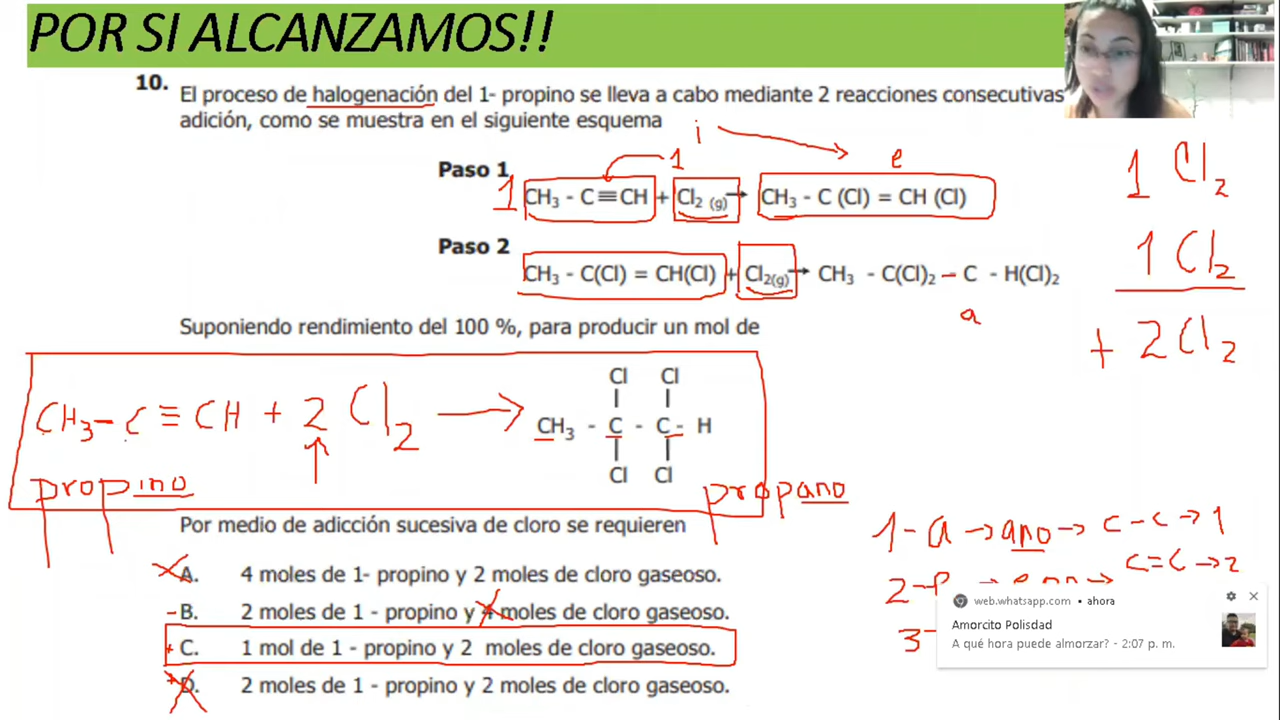 POR SI ALCANZAMOS!!
10. El proceso de halogenación del 1- propino se lleva a cabo mediante 2 reacciones consecutivas
adición, como se muestra en el siguiente esquema
i
1
e
Paso 1
1 CH3 - C≡CH + Cl2 (g) → CH3 - C (Cl) = CH (Cl)
Paso 2
CH3 - C(Cl) = CH(Cl) + Cl2(g) → CH3 - C(Cl)2 - C - H(Cl)2
a
1 Cl2
1 Cl2
+ 2Cl2
Suponiendo rendimiento del 100 %, para producir un mol de
Cl Cl
CH3-C≡CH + 2 Cl2 → CH3 - C - C - H
Cl Cl
propino
propano
Por medio de adicción sucesiva de cloro se requieren
A. 4 moles de 1- propino y 2 moles de cloro gaseoso.
B. 2 moles de 1 - propino y 4 moles de cloro gaseoso.
C. 1 mol de 1 - propino y 2 moles de cloro gaseoso.
D. 2 moles de 1 - propino y 2 moles de cloro gaseoso.
1-a → ano → c-c → 1
c=c → 2
2-
3-
web.whatsapp.com • ahora
Amorcito Polisdad
A qué hora puede almorzar? - 2:07 p. m.